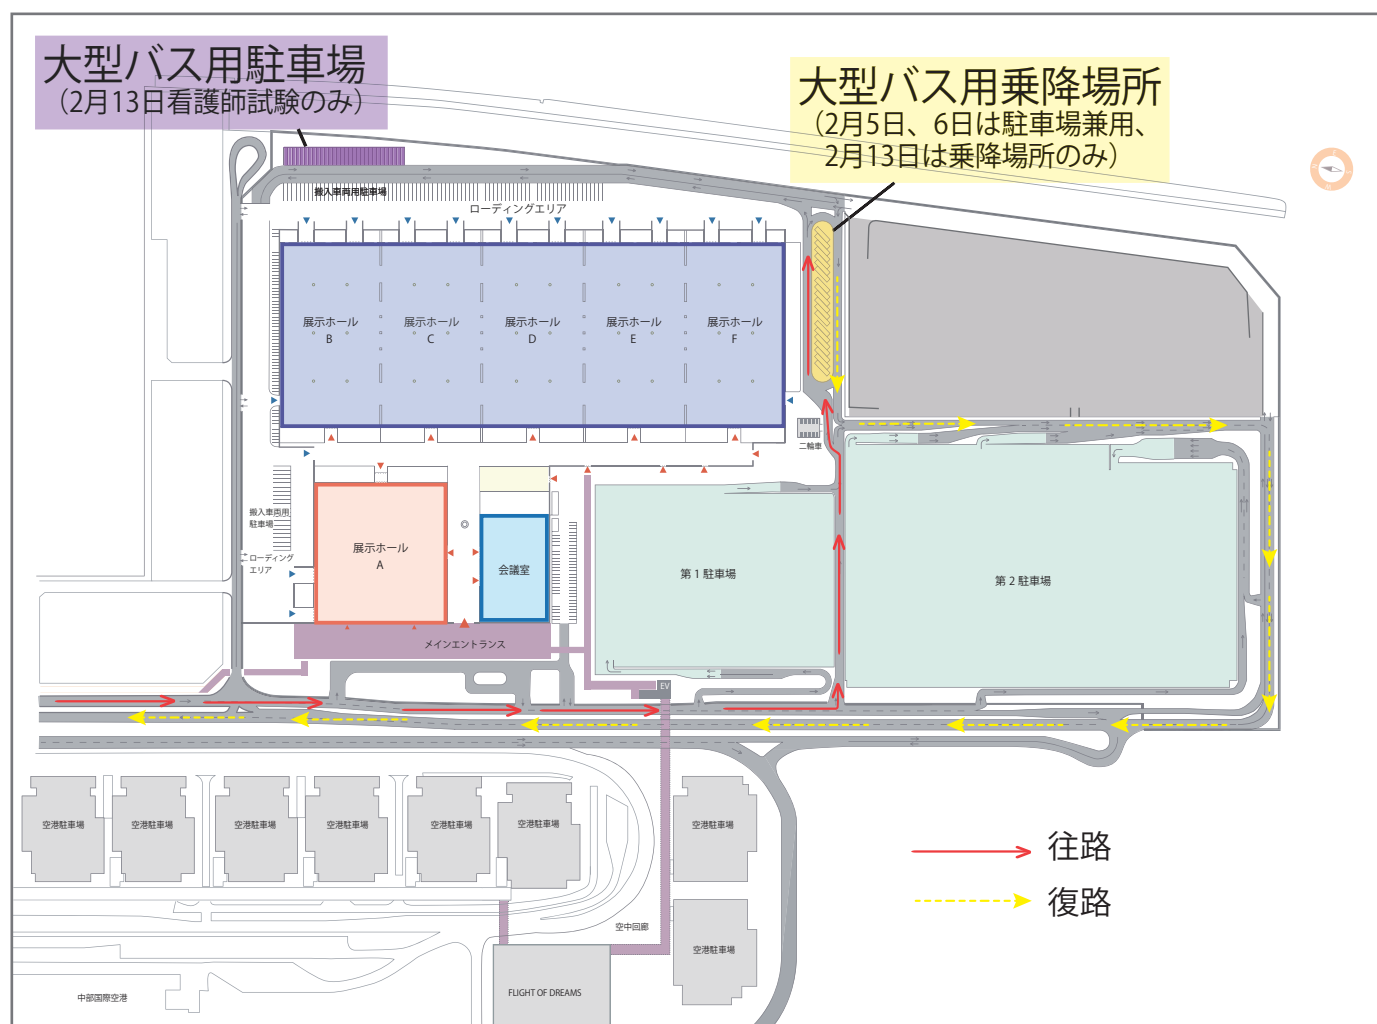 大型バス用駐車場
（2月13日看護師試験のみ）
大型バス用乗降場所
（2月5日、6日は駐車場兼用、
2月13日は乗降場所のみ）
搬入車両用駐車場
ローディングエリア
展示ホール
B
展示ホール
C
展示ホール
D
展示ホール
E
展示ホール
F
二輪車
搬入車両用
駐車場
ローディング
エリア
展示ホール
A
会議室
第1駐車場
第2駐車場
メインエントランス
EV
空港駐車場
空港駐車場
空港駐車場
空港駐車場
空港駐車場
空港駐車場
空港駐車場
往路
復路
空中回廊
空港駐車場
中部国際空港
FLIGHT OF DREAMS